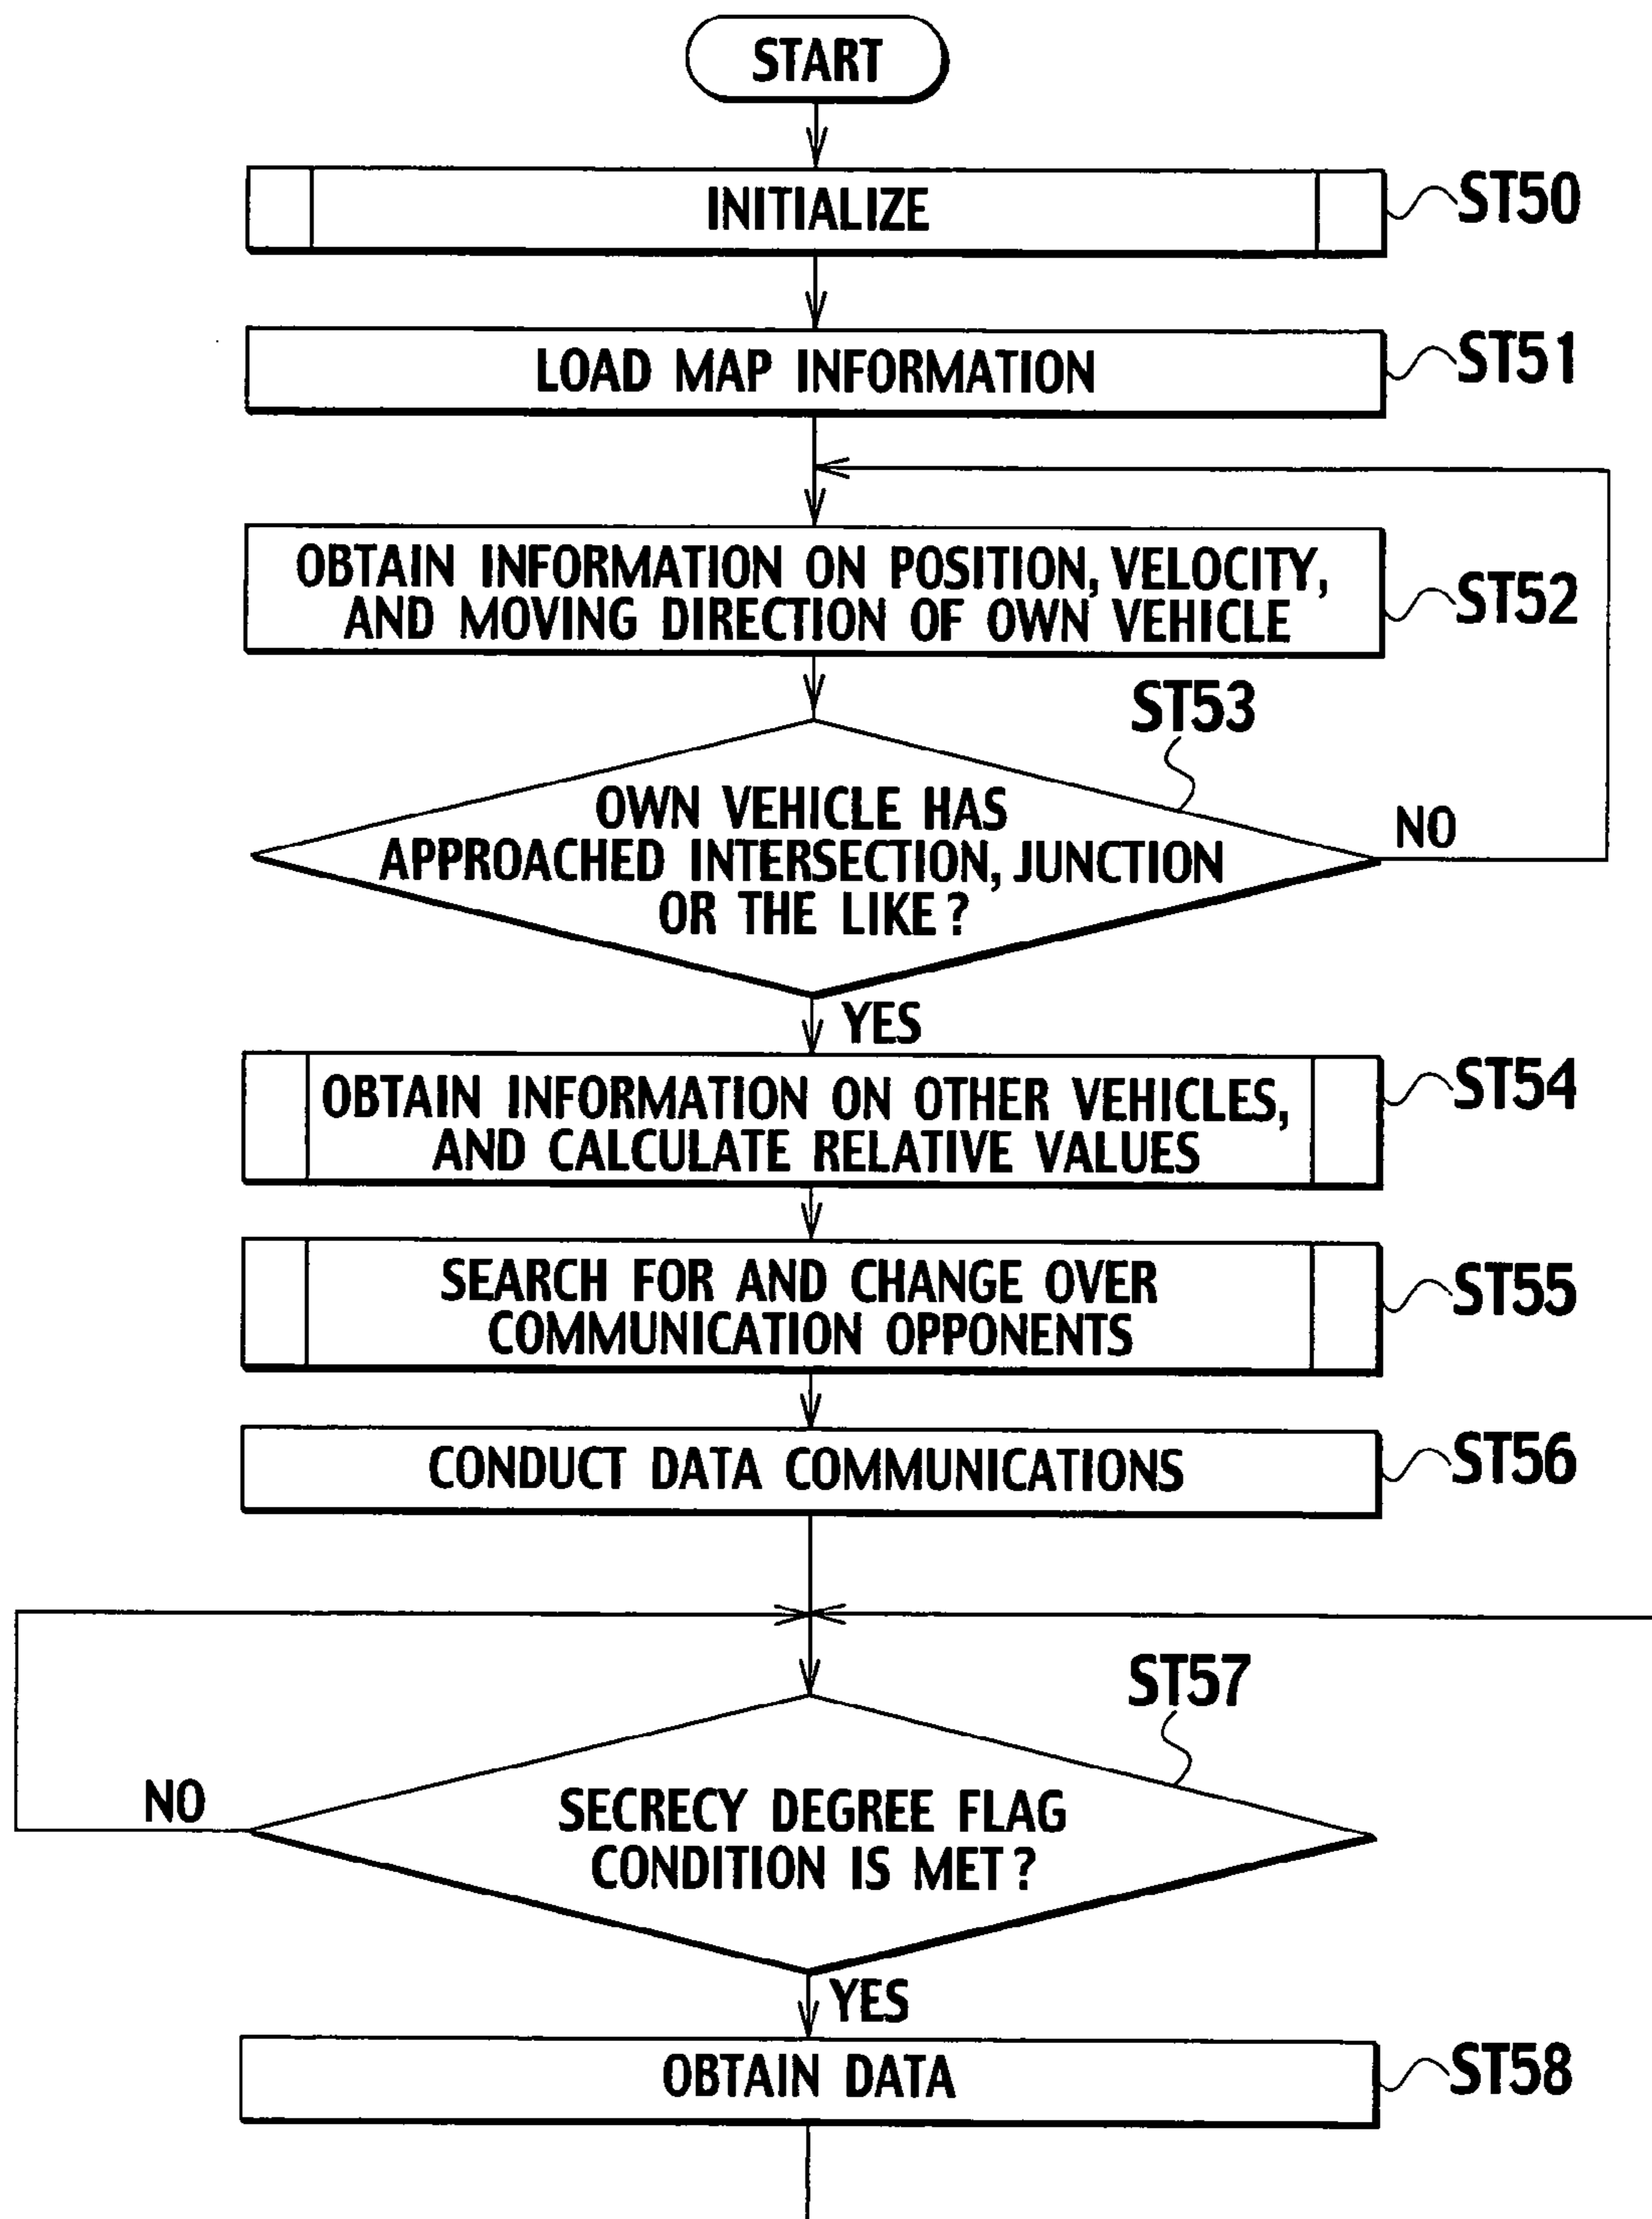 START
INITIALIZE
ST50
LOAD MAP INFORMATION
ST51
OBTAIN INFORMATION ON POSITION, VELOCITY,
AND MOVING DIRECTION OF OWN VEHICLE
ST52
ST53
OWN VEHICLE HAS
APPROACHED INTERSECTION, JUNCTION
OR THE LIKE?
NO
YES
OBTAIN INFORMATION ON OTHER VEHICLES,
AND CALCULATE RELATIVE VALUES
ST54
SEARCH FOR AND CHANGE OVER
COMMUNICATION OPPONENTS
ST55
CONDUCT DATA COMMUNICATIONS
ST56
ST57
NO
SECRECY DEGREE FLAG
CONDITION IS MET?
YES
OBTAIN DATA
ST58